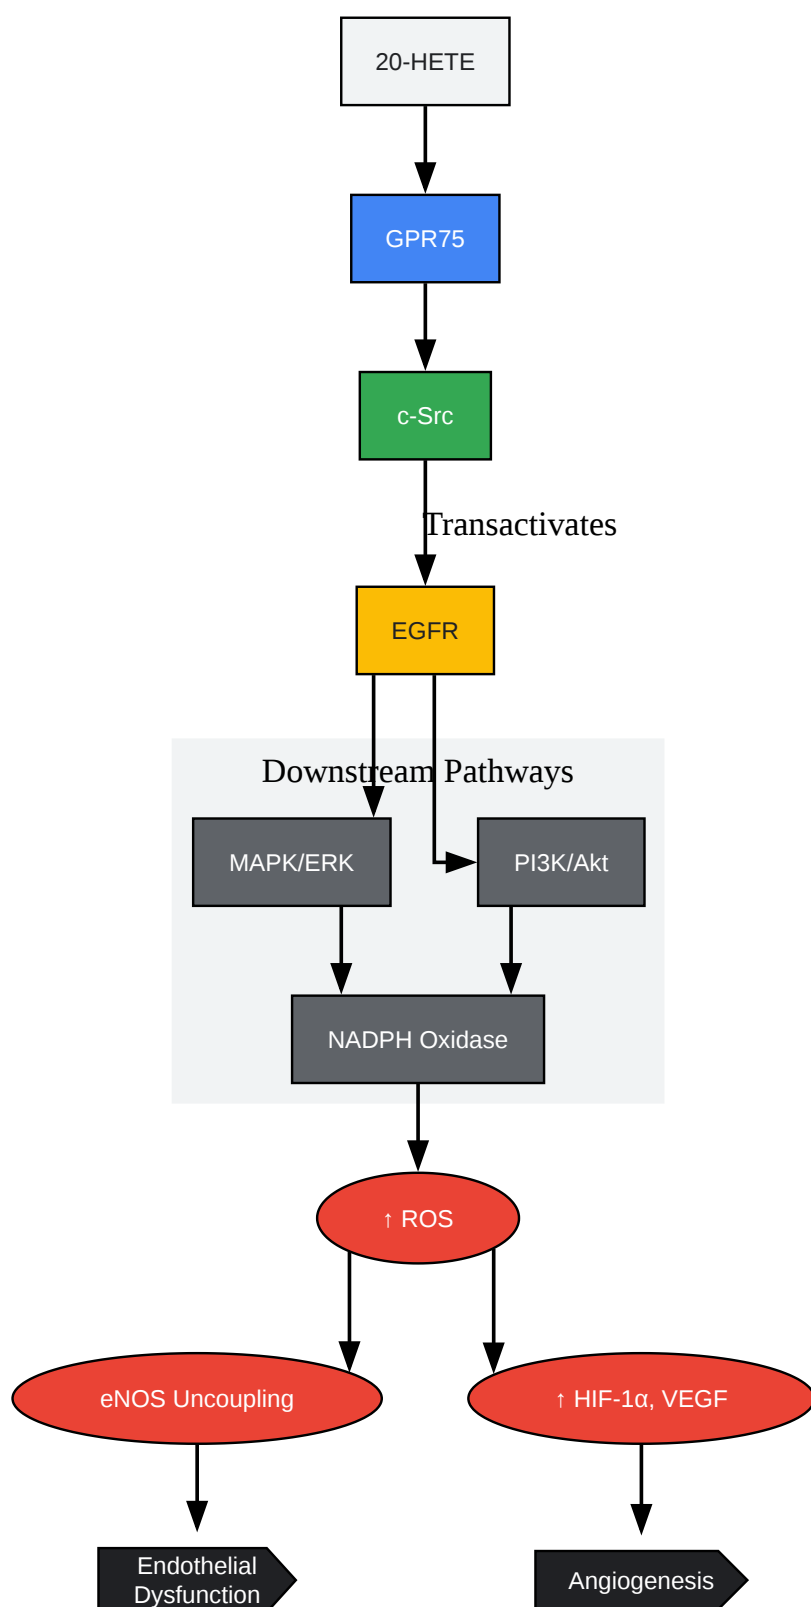 20-HETE
GPR75
c-Src
Transactivates
EGFR
Downstream Pathways
MAPK/ERK
PI3K/Akt
NADPH Oxidase
↑ ROS
eNOS Uncoupling
↑ HIF-1α, VEGF
Endothelial
Dysfunction
Angiogenesis